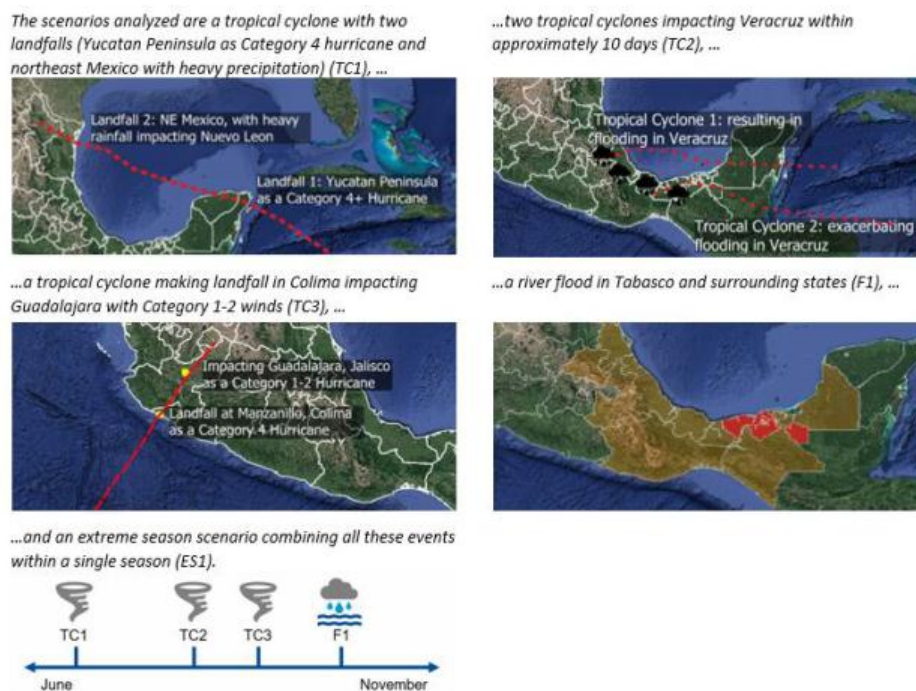 The scenarios analyzed are a tropical cyclone with two
landfalls (Yucatan Peninsula as Category 4 hurricane and
northeast Mexico with heavy precipitation) (TC1), …
Landfall 2: NE Mexico, with heavy
rainfall impacting Nuevo Leon
Landfall 1: Yucatan Peninsula
as a Category 4+ Hurricane
…two tropical cyclones impacting Veracruz within
approximately 10 days (TC2), …
Tropical Cyclone 1: resulting in
flooding in Veracruz
Tropical Cyclone 2: exacerbating
flooding in Veracruz
…a tropical cyclone making landfall in Colima impacting
Guadalajara with Category 1-2 winds (TC3), …
Impacting Guadalajara, Jalisco
as a Category 1-2 Hurricane
Landfall at Manzanillo, Colima
as a Category 4 Hurricane
…a river flood in Tabasco and surrounding states (F1), …
…and an extreme season scenario combining all these events
within a single season (ES1).
TC1 TC2 TC3 F1
June November